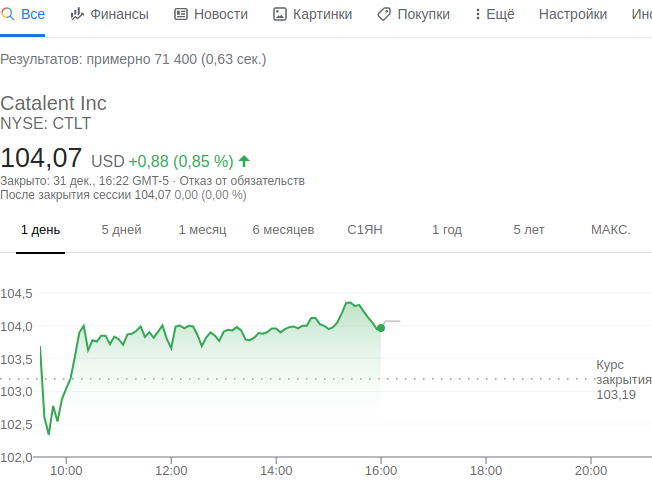 Все Финансы Новости Картинки Покупки Ещё Настройки Инс
Результатов: примерно 71 400 (0,63 сек.)
Catalent Inc
NYSE: CTLT
104,07 USD +0,88 (0,85 %)
Закрыто: 31 дек., 16:22 GMT-5 · Отказ от обязательств
После закрытия сессии 104,07 0,00 (0,00 %)
1 день 5 дней 1 месяц 6 месяцев С1ЯН 1 год 5 лет МАКС.
104,5
104,0
103,5
Курс
закрытия
103,19
103,0
102,5
102,0
10:00 12:00 14:00 16:00 18:00 20:00